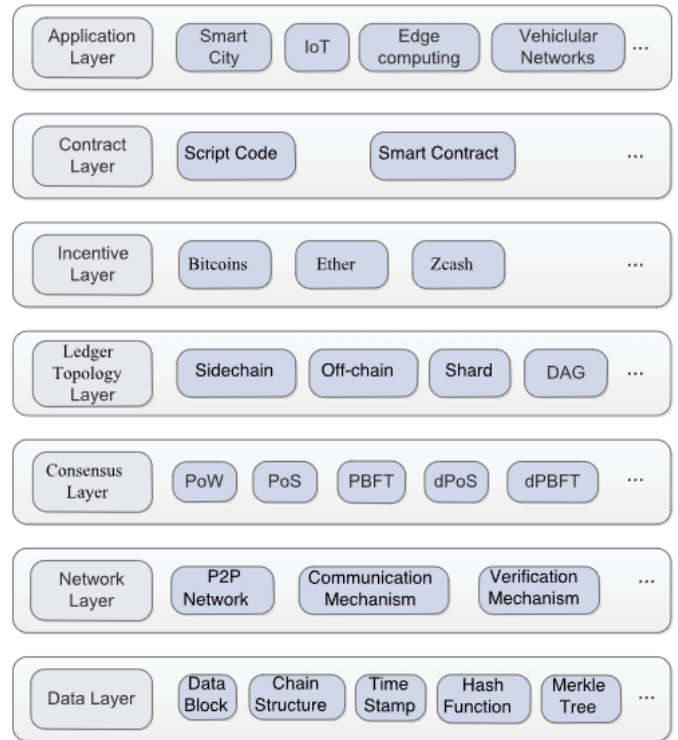 Application
Layer
Smart
City
IoT
Edge
computing
Vehiclular
Networks
...
Contract
Layer
Script Code
Smart Contract
...
Incentive
Layer
Bitcoins
Ether
Zcash
...
Ledger
Topology
Layer
Sidechain
Off-chain
Shard
DAG
...
Consensus
Layer
PoW
PoS
PBFT
dPoS
dPBFT
...
Network
Layer
P2P
Network
Communication
Mechanism
Verification
Mechanism
...
Data Layer
Data
Block
Chain
Structure
Time
Stamp
Hash
Function
Merkle
Tree
...